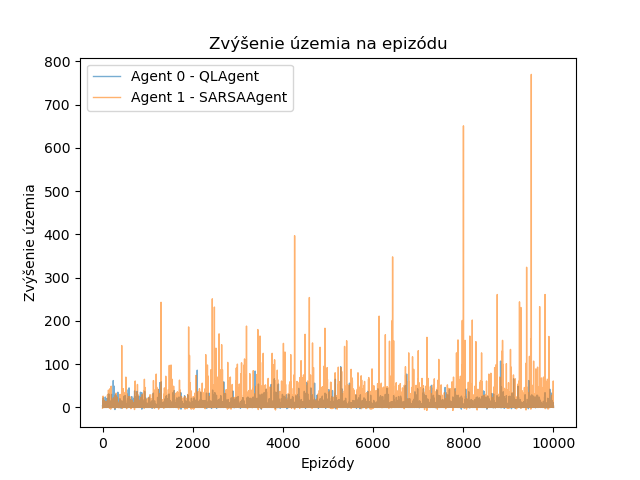 Zvýšenie územia na epizódu
Agent 0 - QLAgent
Agent 1 - SARSAAgent
800
700
600
500
400
300
200
100
0
Zvýšenie územia
0 2000 4000 6000 8000 10000
Epizódy